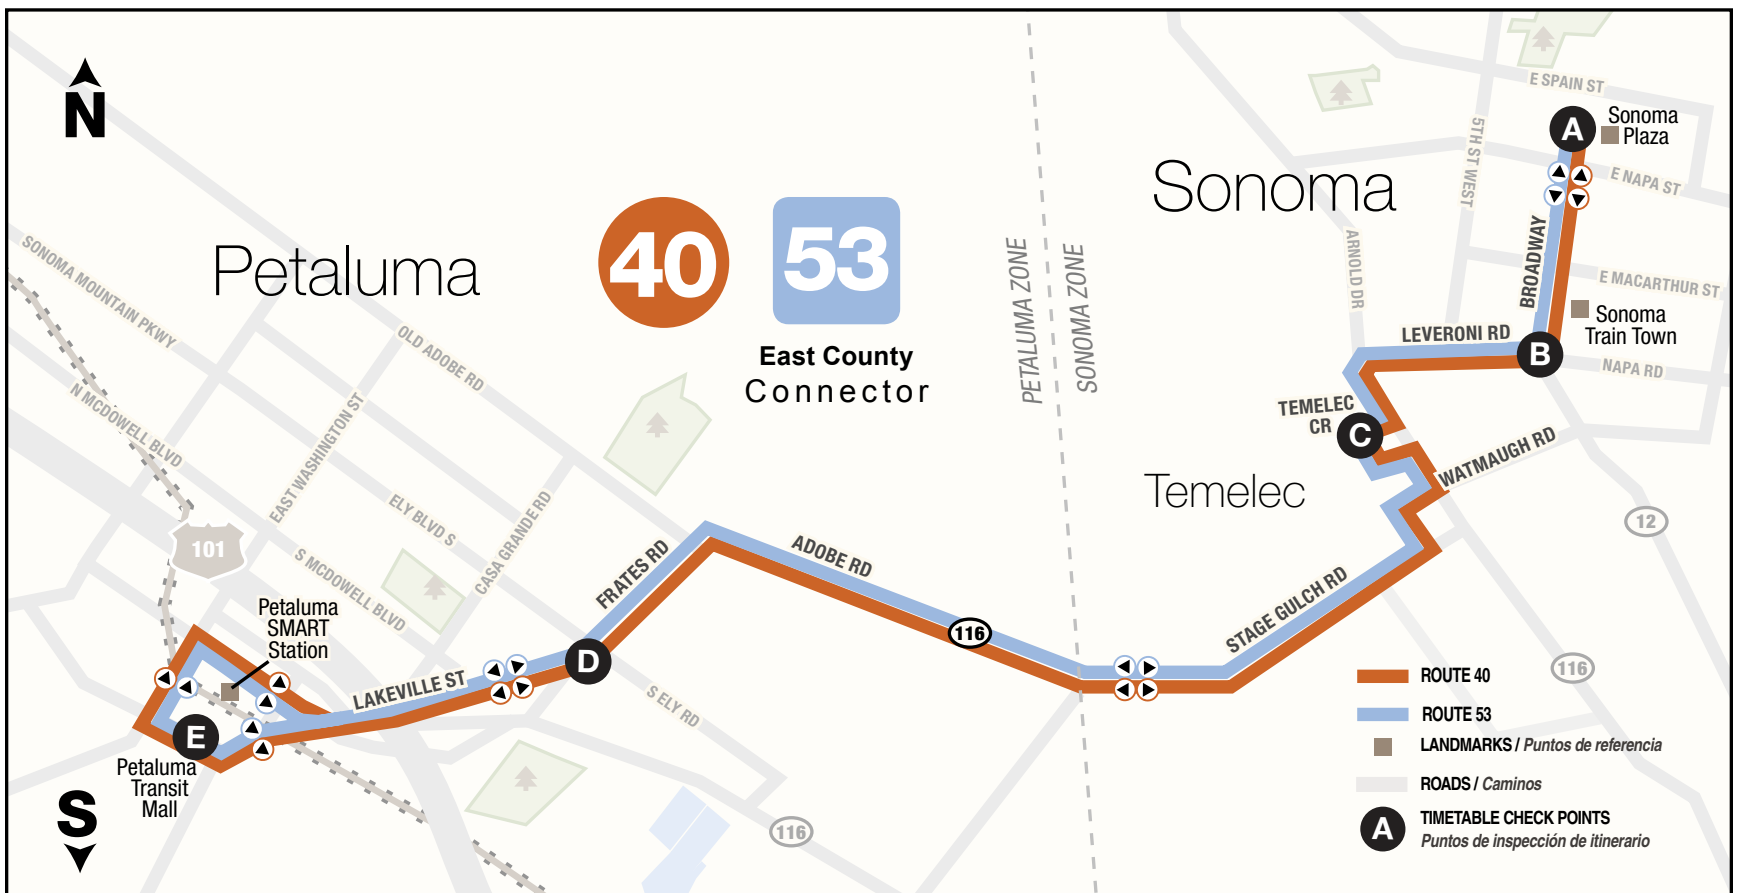 N
E SPAIN ST
A
Sonoma
Plaza
5TH ST WEST
E NAPA ST
Sonoma
Petaluma
40
53
East County
Connector
PETALUMA ZONE
SONOMA ZONE
ARNOLD DR
BROADWAY
E MACARTHUR ST
Sonoma
Train Town
LEVERONI RD
B
NAPA RD
SONOMA MOUNTAIN PKWY
OLD ADOBE RD
N MCDOWELL BLVD
EAST WASHINGTON ST
TEMELEC
CR
C
WATMAUGH RD
Temelec
12
ELY BLVD S
CASA GRANDE RD
101
S MCDOWELL BLVD
FRATES RD
ADOBE RD
STAGE GULCH RD
116
Petaluma
SMART
Station
D
LAKEVILLE ST
S ELY RD
116
E
Petaluma
Transit
Mall
S
116
ROUTE 40
ROUTE 53
LANDMARKS / Puntos de referencia
ROADS / Caminos
A
TIMETABLE CHECK POINTS
Puntos de inspección de itinerario